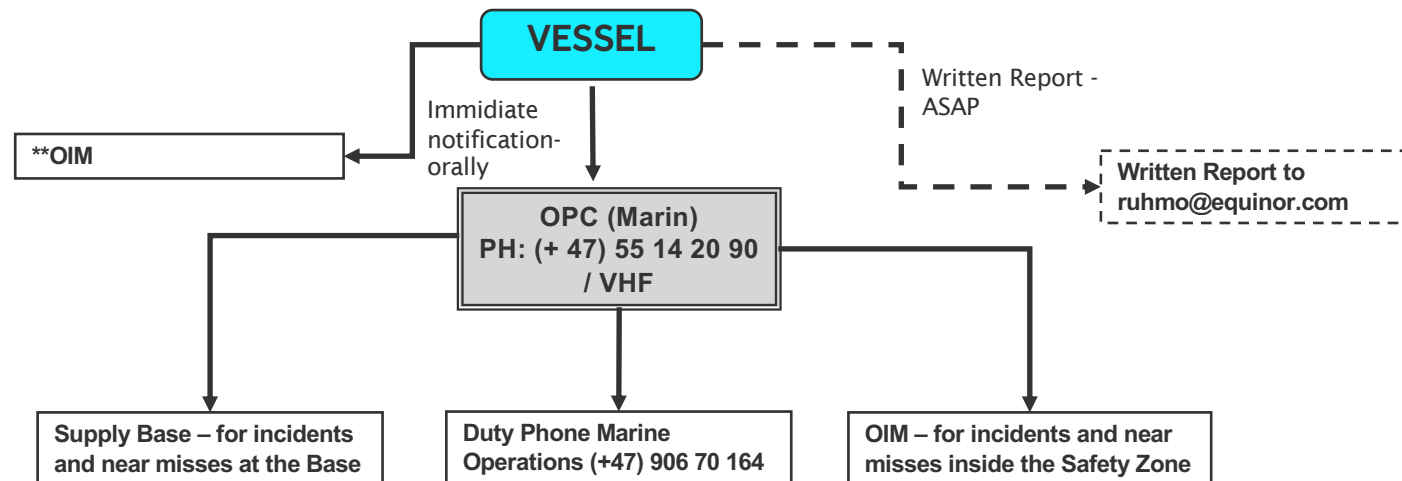 VESSEL
Written Report -
ASAP
Immidiate
notification-
orally
**OIM
Written Report to
ruhmo@equinor.com
OPC (Marin)
PH: (+ 47) 55 14 20 90
/ VHF
Supply Base – for incidents
and near misses at the Base
Duty Phone Marine
Operations (+47) 906 70 164
OIM – for incidents and near
misses inside the Safety Zone